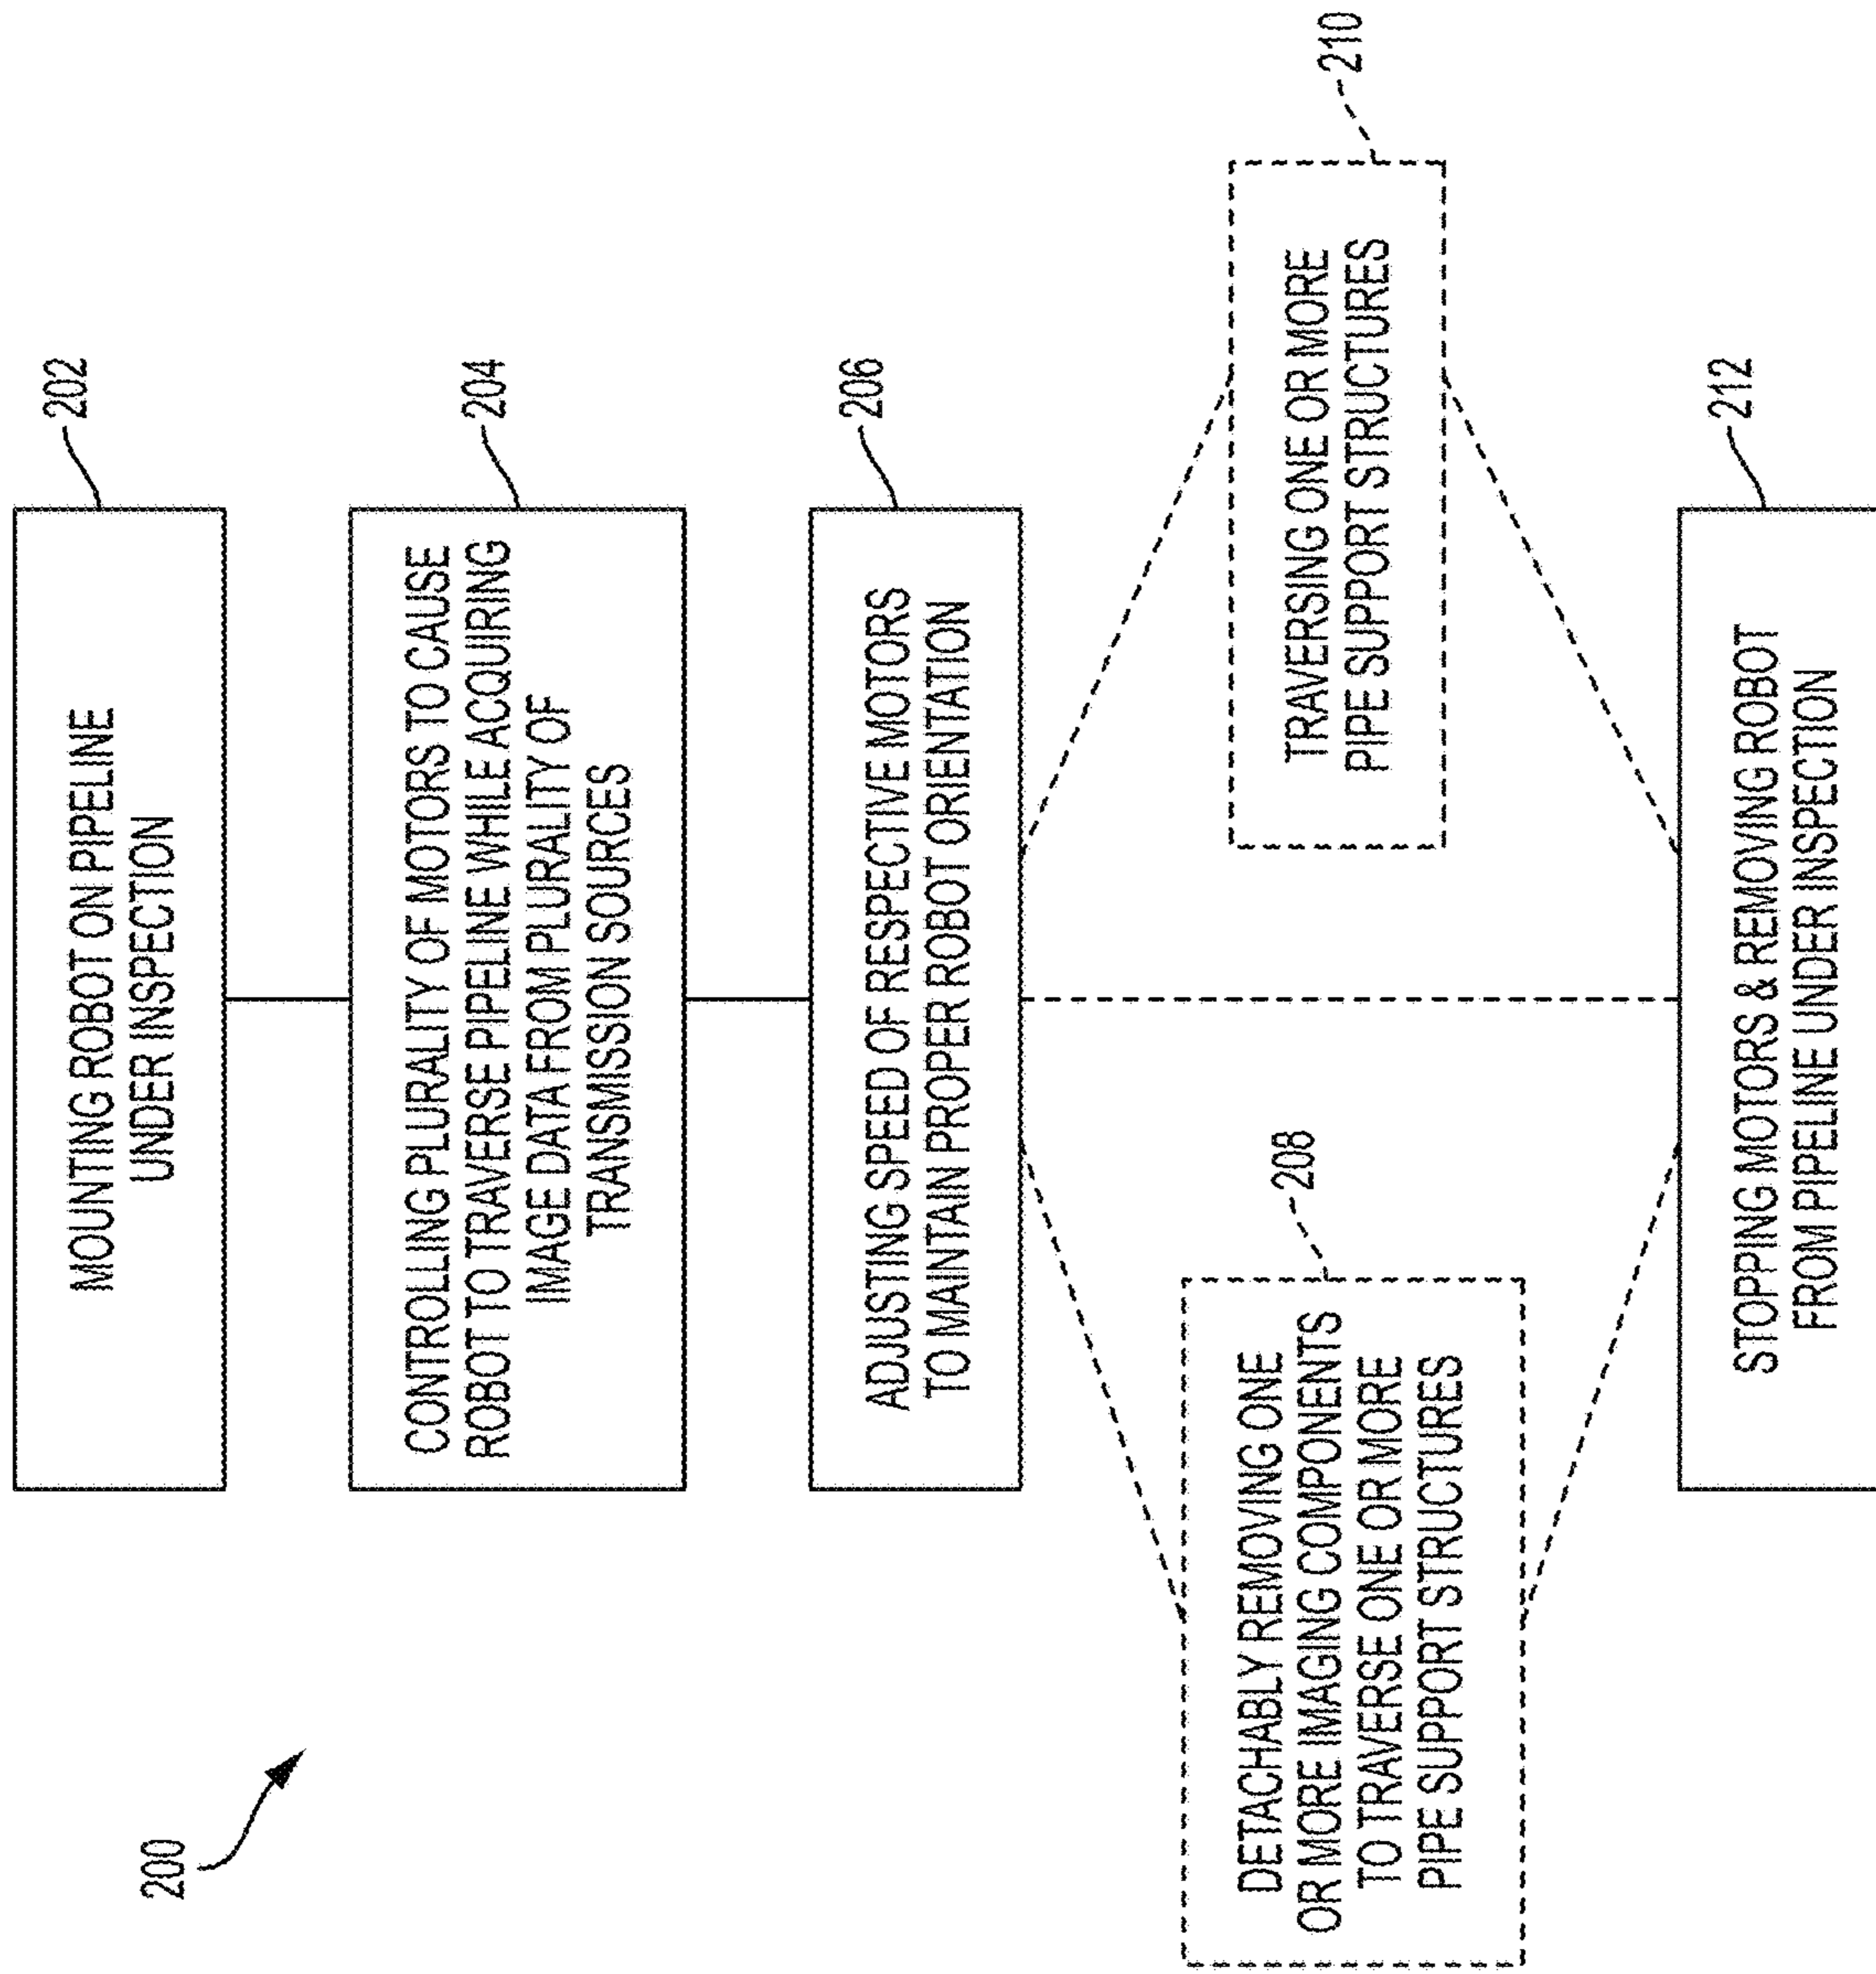 200
202
MOUNTING ROBOT ON PIPELINE
UNDER INSPECTION
204
CONTROLLING PLURALITY OF MOTORS TO CAUSE
ROBOT TO TRAVERSE PIPELINE WHILE ACQUIRING
IMAGE DATA FROM PLURALITY OF
TRANSMISSION SOURCES
206
ADJUSTING SPEED OF RESPECTIVE MOTORS
TO MAINTAIN PROPER ROBOT ORIENTATION
208
DETACHABLY REMOVING ONE
OR MORE IMAGING COMPONENTS
TO TRAVERSE ONE OR MORE
PIPE SUPPORT STRUCTURES
210
TRAVERSING ONE OR MORE
PIPE SUPPORT STRUCTURES
212
STOPPING MOTORS & REMOVING ROBOT
FROM PIPELINE UNDER INSPECTION